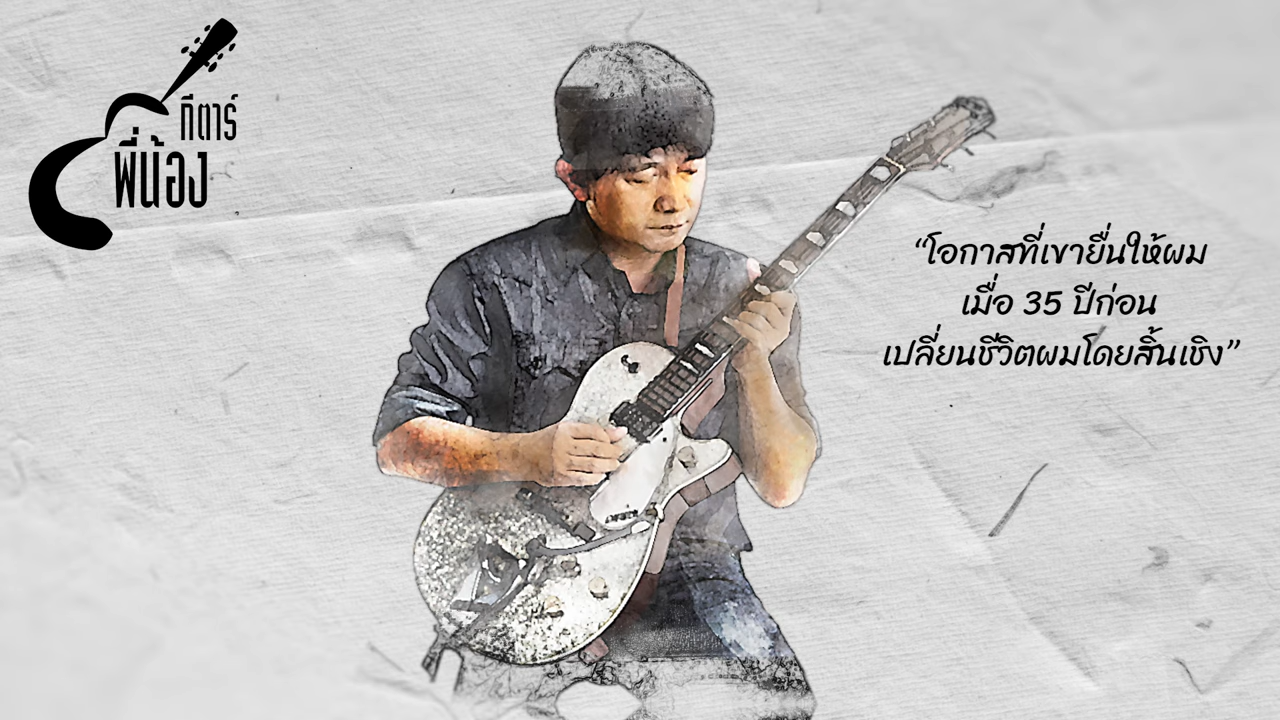 กีตาร์
พี่น้อง
“โอกาสที่เขายื่นให้ผม
เมื่อ 35 ปีก่อน
เปลี่ยนชีวิตผมโดยสิ้นเชิง”